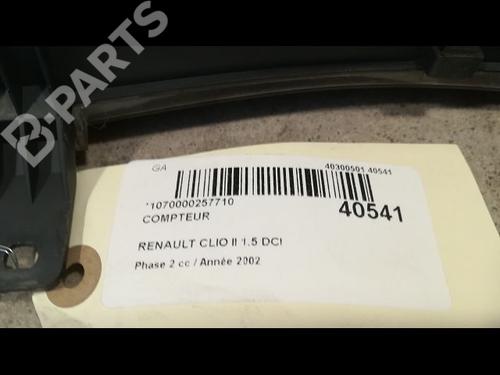 B-PARTS
GA
40300501 40541
*1070000257710
40541
COMPTEUR
RENAULT CLIO II 1.5 DCI
Phase 2 cc / Année 2002